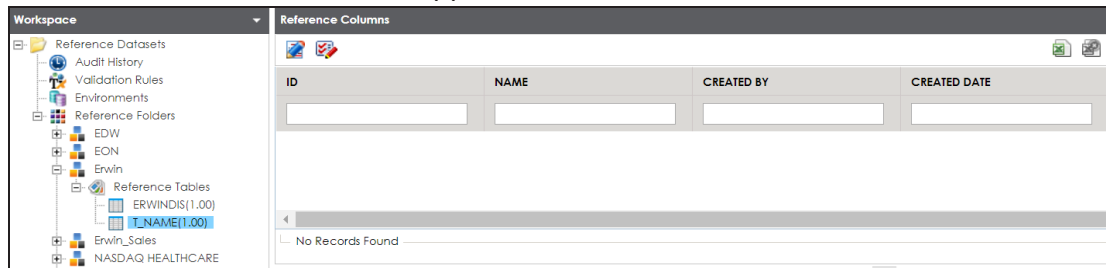 Workspace
Reference Datasets
Audit History
Validation Rules
Environments
Reference Folders
EDW
EON
Erwin
Reference Tables
ERWINDIS(1.00)
T_NAME(1.00)
Erwin_Sales
NASDAQ HEALTHCARE
Reference Columns
ID NAME CREATED BY CREATED DATE
No Records Found